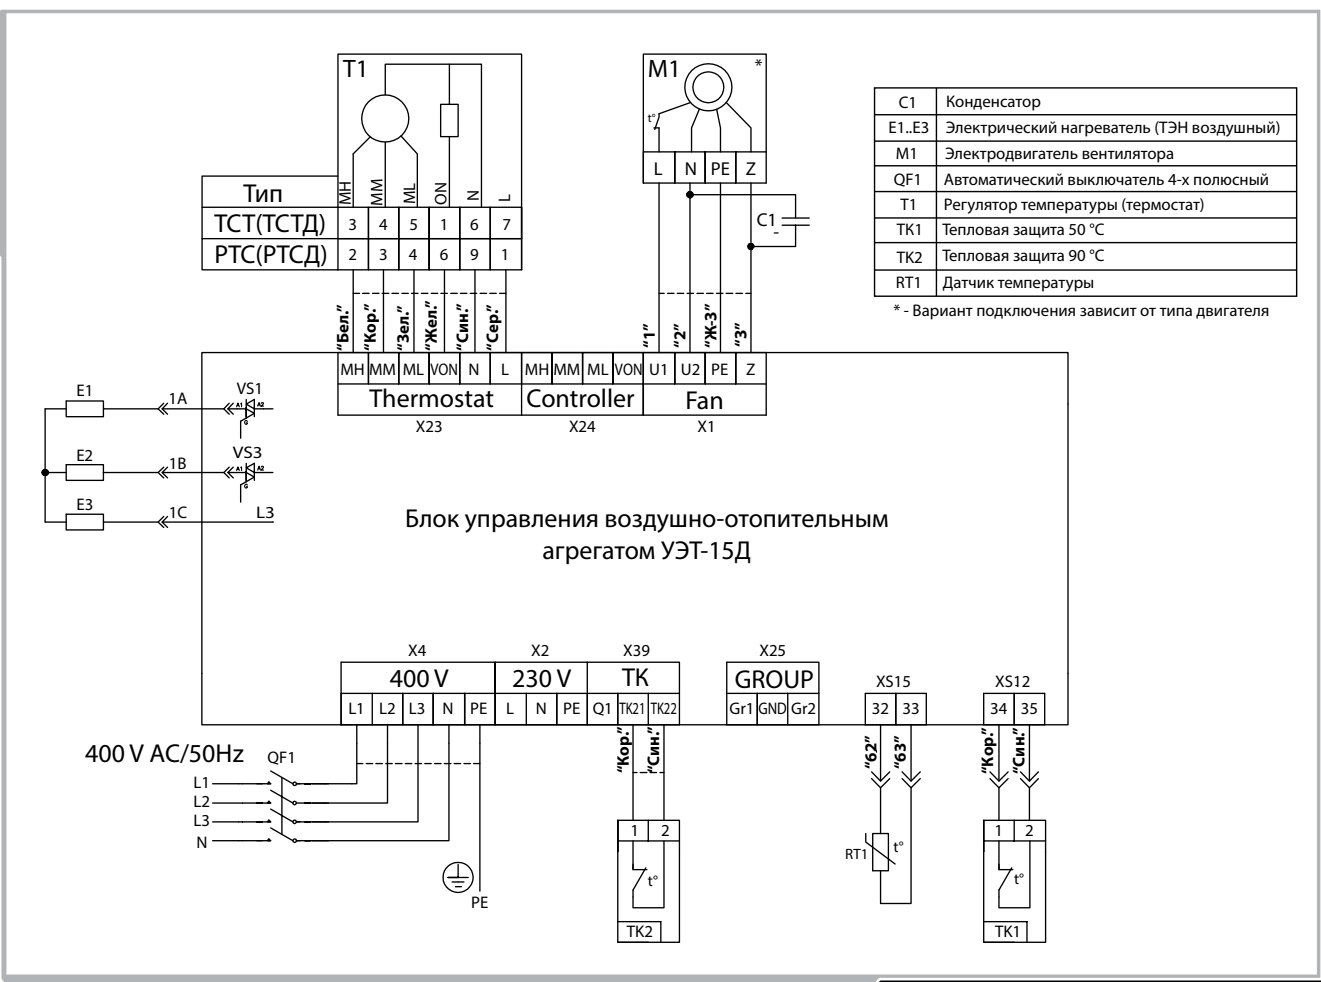 T1
M1
*
t°
L N PE Z
C1
-
C1 Конденсатор
E1..E3 Электрический нагреватель (ТЭН воздушный)
M1 Электродвигатель вентилятора
QF1 Автоматический выключатель 4-х полюсный
T1 Регулятор температуры (термостат)
TK1 Тепловая защита 50 °C
TK2 Тепловая защита 90 °C
RT1 Датчик температуры
* - Вариант подключения зависит от типа двигателя
Тип MH MM ML ON N L
ТСТ(ТСТД) 3 4 5 1 6 7
РТС(РТСД) 2 3 4 6 9 1
"Бел." "Кор." "Зел." "Жел." "Син." "Сер."
"1" "2" "Ж-З" "3"
MH MM ML VON N L MH MM ML VON U1 U2 PE Z
Thermostat Controller Fan
X23 X24 X1
E1 1A VS1
A1 A2
G
E2 1B VS3
A1 A2
G
E3 1C L3
Блок управления воздушно-отопительным
агрегатом УЭТ-15Д
X4 X2 X39 X25
400 V 230 V TK GROUP XS15 XS12
L1 L2 L3 N PE L N PE Q1 TK21 TK22 Gr1 GND Gr2 32 33 34 35
"Кор." "Син." "62" "63" "Кор." "Син."
400 V AC/50Hz QF1
L1
L2
L3
N
PE
1 2
t°
TK2
RT1 t°
1 2
t°
TK1